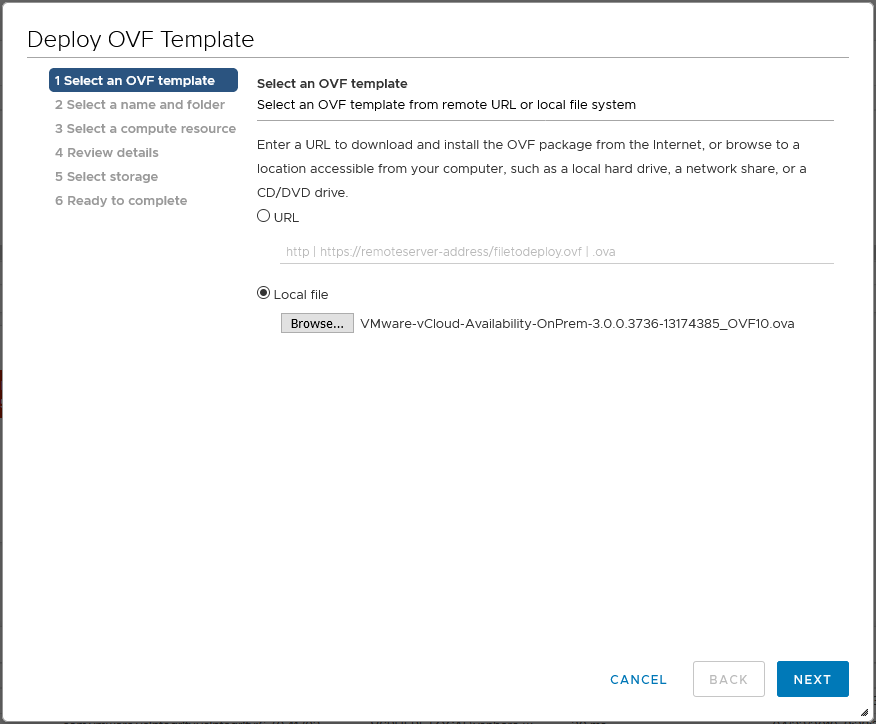 Deploy OVF Template
1 Select an OVF template
2 Select a name and folder
3 Select a compute resource
4 Review details
5 Select storage
6 Ready to complete
Select an OVF template
Select an OVF template from remote URL or local file system
Enter a URL to download and install the OVF package from the Internet, or browse to a
location accessible from your computer, such as a local hard drive, a network share, or a
CD/DVD drive.
URL
http | https://remoteserver-address/filetodeploy.ovf | .ova
Local file
Browse... VMware-vCloud-Availability-OnPrem-3.0.0.3736-13174385_OVF10.ova
CANCEL BACK NEXT